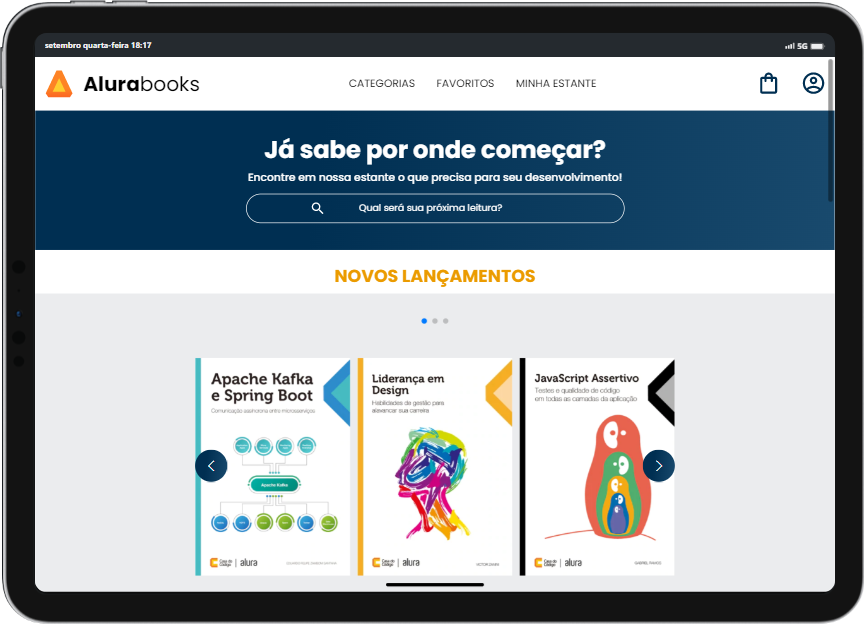 setembro quarta-feira 18:17
5G
Alurabooks
CATEGORIAS
FAVORITOS
MINHA ESTANTE
Já sabe por onde começar?
Encontre em nossa estante o que precisa para seu desenvolvimento!
Qual será sua próxima leitura?
NOVOS LANÇAMENTOS
Apache Kafka
e Spring Boot
Comunicação assíncrona entre microsserviços
Apache Kafka
Casa do
Código
alura
Liderança em
Design
Habilidades de gestão para
alavancar sua carreira
Casa do
Código
alura
JavaScript Assertivo
Testes e qualidade de código
em todas as camadas da aplicação
Casa do
Código
alura
GABRIEL RAMOS